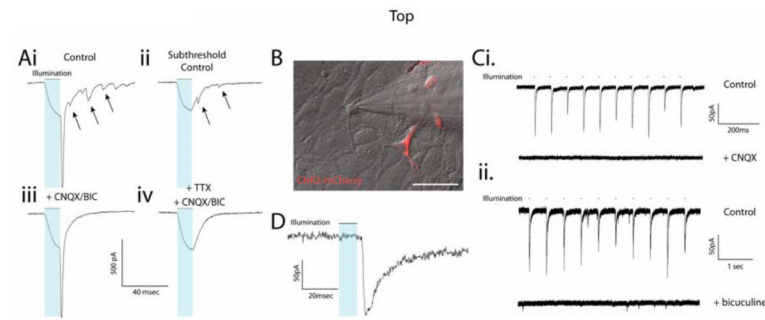 Top
Ai
Control
Illumination
ii
Subthreshold
Control
iii
+ CNQX/BIC
500 pA
40 msec
iv
+ TTX
+ CNQX/BIC
B
ChR2-mCherry
D
Illumination
50pA
20msec
Ci.
Illumination
Control
50pA
200ms
+ CNQX
ii.
Illumination
Control
50pA
1 sec
+ bicuculine